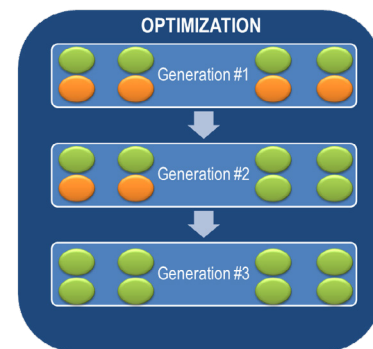 OPTIMIZATION
Generation #1
Generation #2
Generation #3